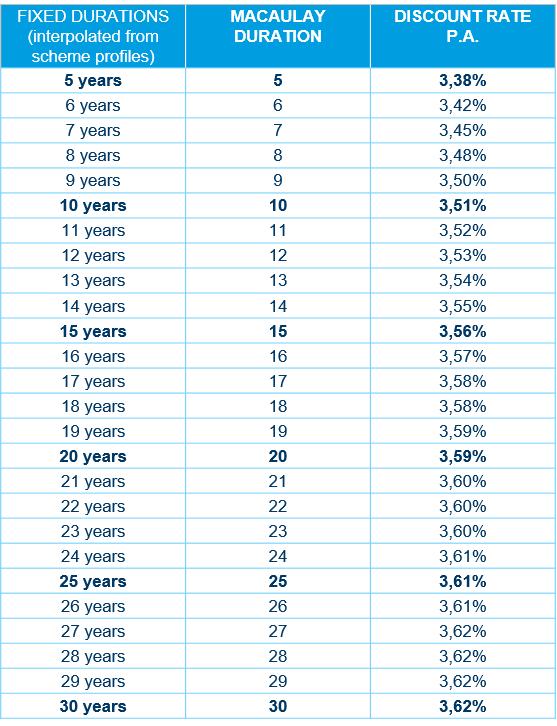 FIXED DURATIONS MACAULAY DISCOUNT RATE
(interpolated from DURATION P.A.
scheme profiles)
5 years 5 3,38%
6 years 6 3,42%
7 years 7 3,45%
8 years 8 3,48%
9 years 9 3,50%
10 years 10 3,51%
11 years 11 3,52%
12 years 12 3,53%
13 years 13 3,54%
14 years 14 3,55%
15 years 15 3,56%
16 years 16 3,57%
17 years 17 3,58%
18 years 18 3,58%
19 years 19 3,59%
20 years 20 3,59%
21 years 21 3,60%
22 years 22 3,60%
23 years 23 3,60%
24 years 24 3,61%
25 years 25 3,61%
26 years 26 3,61%
27 years 27 3,62%
28 years 28 3,62%
29 years 29 3,62%
30 years 30 3,62%